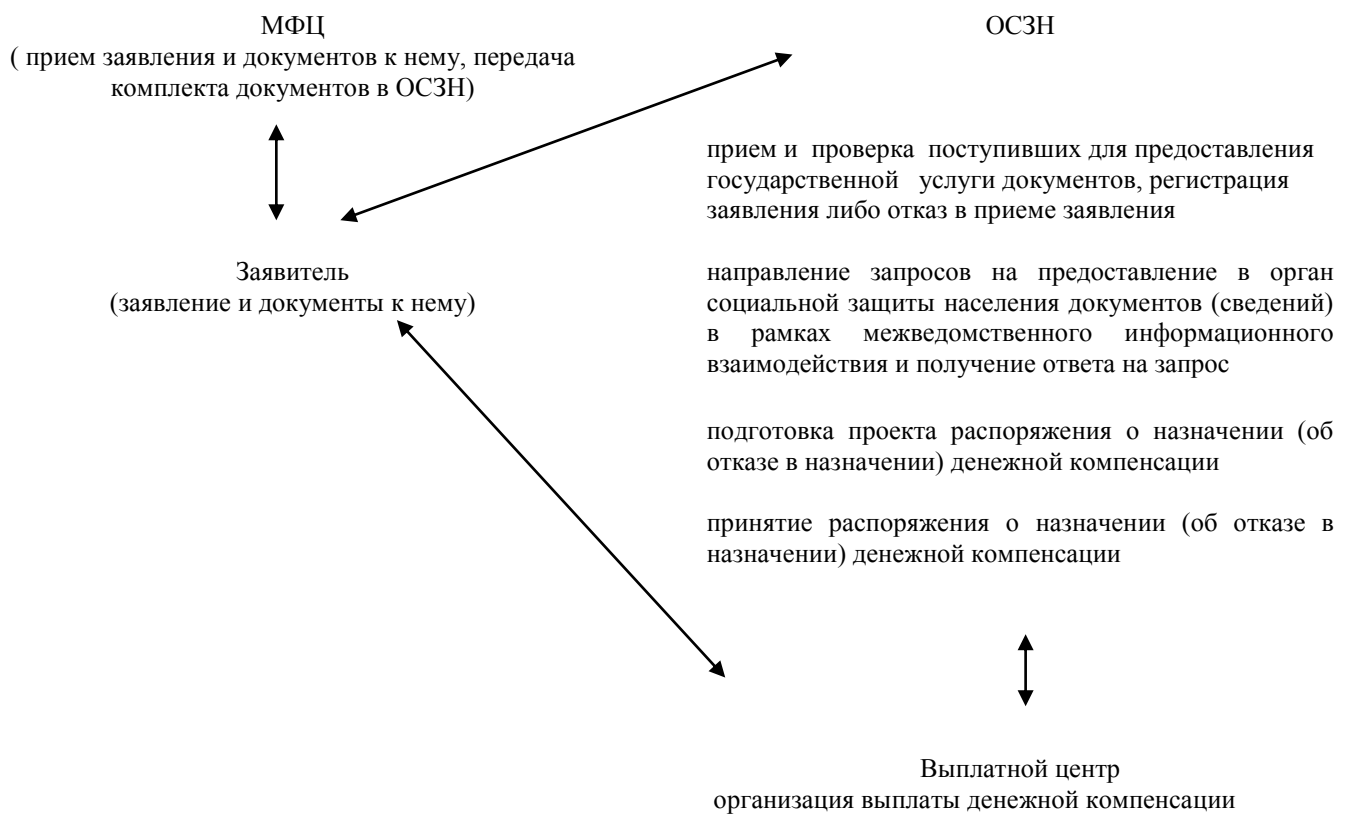 МФЦ
( прием заявления и документов к нему, передача
комплекта документов в ОСЗН)
Заявитель
(заявление и документы к нему)
ОСЗН
прием и проверка поступивших для предоставления
государственной услуги документов, регистрация
заявления либо отказ в приеме заявления
направление запросов на предоставление в орган
социальной защиты населения документов (сведений)
в рамках межведомственного информационного
взаимодействия и получение ответа на запрос
подготовка проекта распоряжения о назначении (об
отказе в назначении) денежной компенсации
принятие распоряжения о назначении (об отказе в
назначении) денежной компенсации
Выплатной центр
организация выплаты денежной компенсации